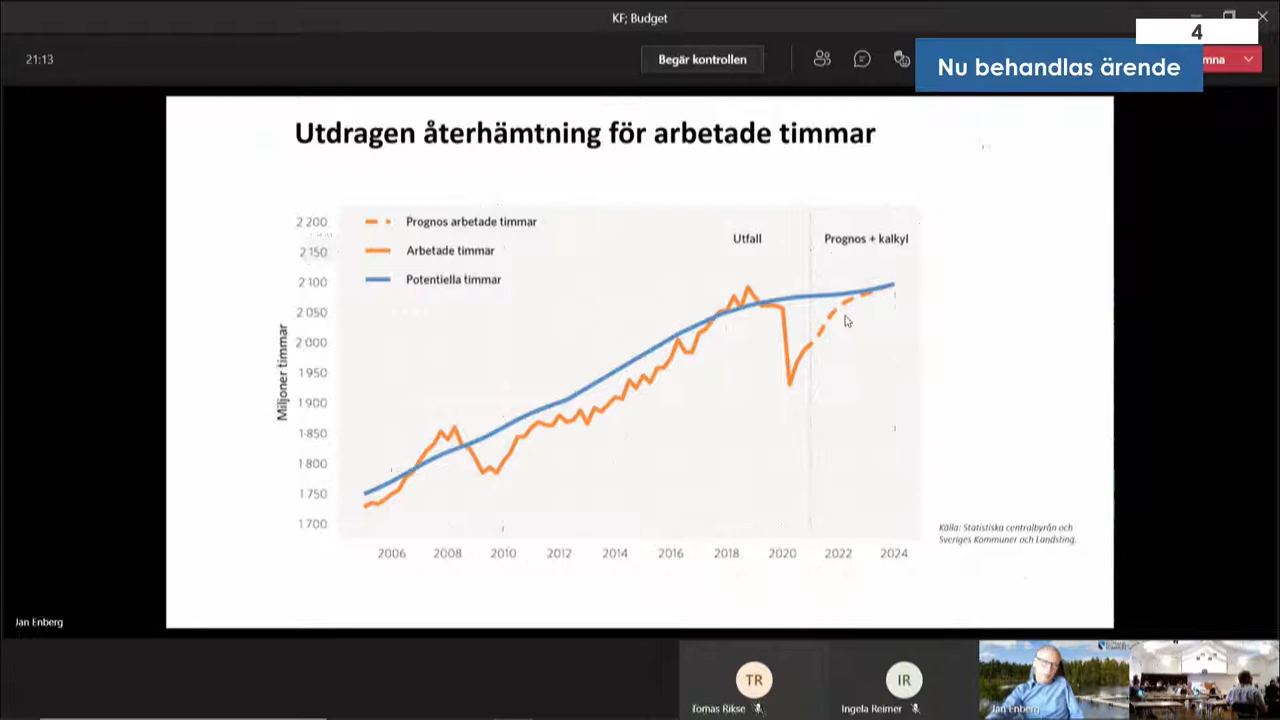 KF; Budget
21:13
Begär kontrollen
4
Nu behandlas ärende
mna
Utdragen återhämtning för arbetade timmar
2 200
2 150
2 100
2 050
2 000
1 950
1 900
1 850
1 800
1 750
1 700
Miljoner timmar
Prognos arbetade timmar
Arbetade timmar
Potentiella timmar
Utfall
Prognos + kalkyl
2006 2008 2010 2012 2014 2016 2018 2020 2022 2024
Källa: Statistiska centralbyrån och
Sveriges Kommuner och Landsting.
Jan Enberg
TR
Tomas Rikse
IR
Ingela Reimer
Jan Enberg